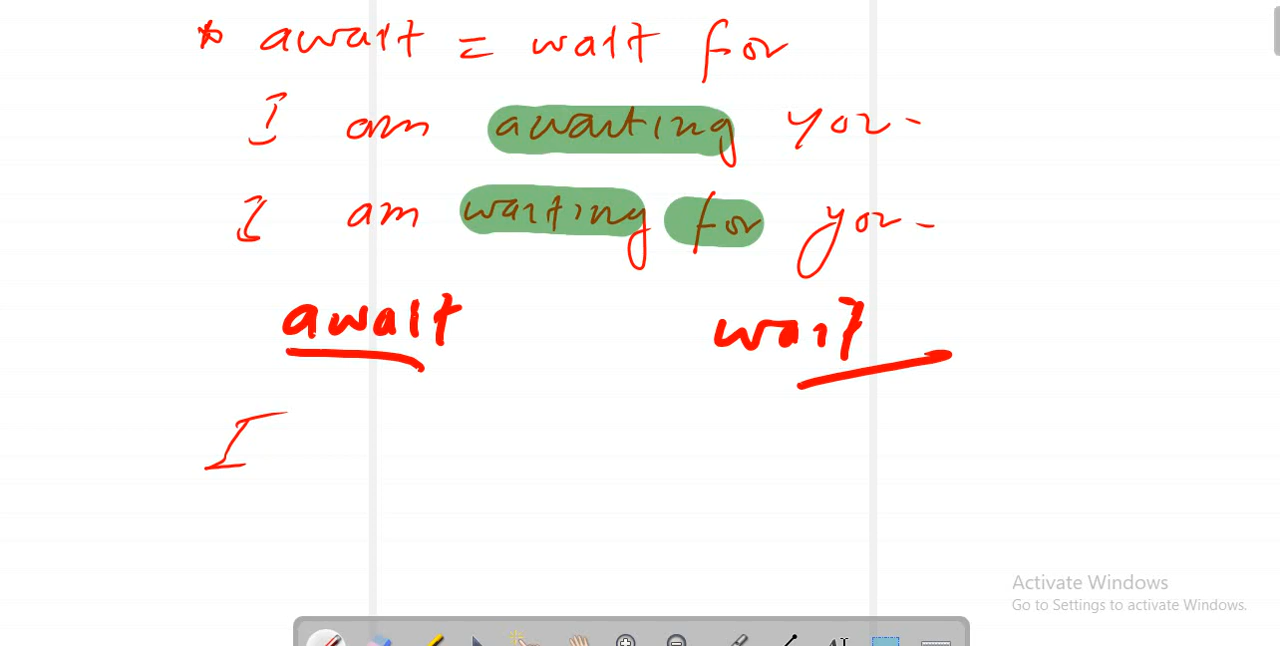 * await = wait for
I am awaiting you.
I am waiting for you.
await wait
I
Activate Windows
Go to Settings to activate Windows.